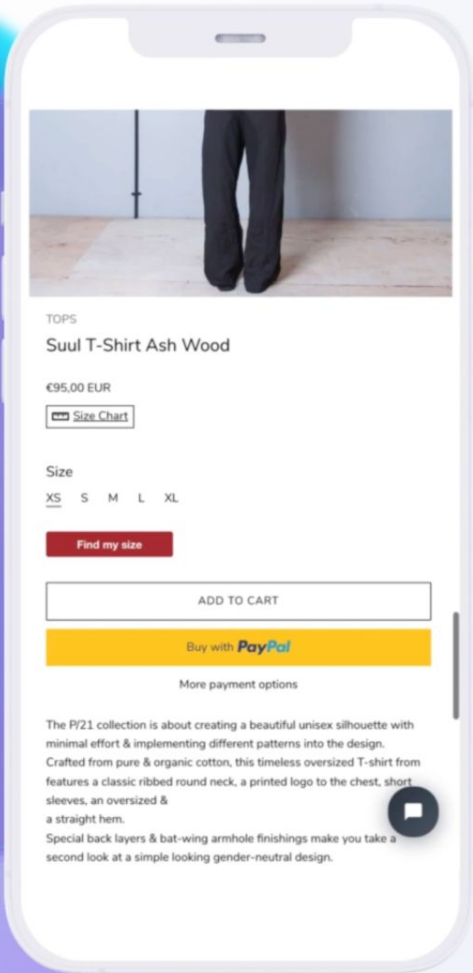 TOPS
Suul T-Shirt Ash Wood
€95,00 EUR
Size Chart
Size
XS S M L XL
Find my size
ADD TO CART
Buy with PayPal
More payment options
The P/21 collection is about creating a beautiful unisex silhouette with
minimal effort & implementing different patterns into the design.
Crafted from pure & organic cotton, this timeless oversized T-shirt from
features a classic ribbed round neck, a printed logo to the chest, short
sleeves, an oversized &
a straight hem.
Special back layers & bat-wing armhole finishings make you take a
second look at a simple looking gender-neutral design.